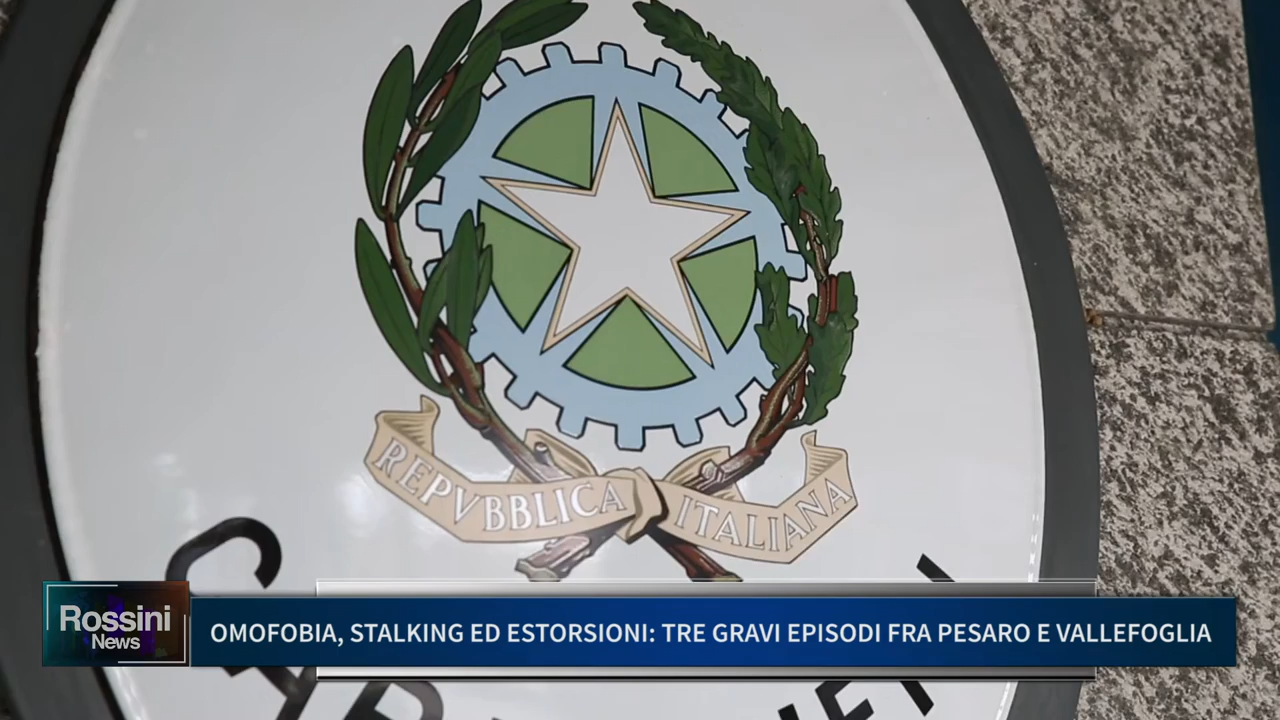 REPVBBLICA ITALIANA
Rossini
News
OMOFOBIA, STALKING ED ESTORSIONI: TRE GRAVI EPISODI FRA PESARO E VALLEFOGLIA